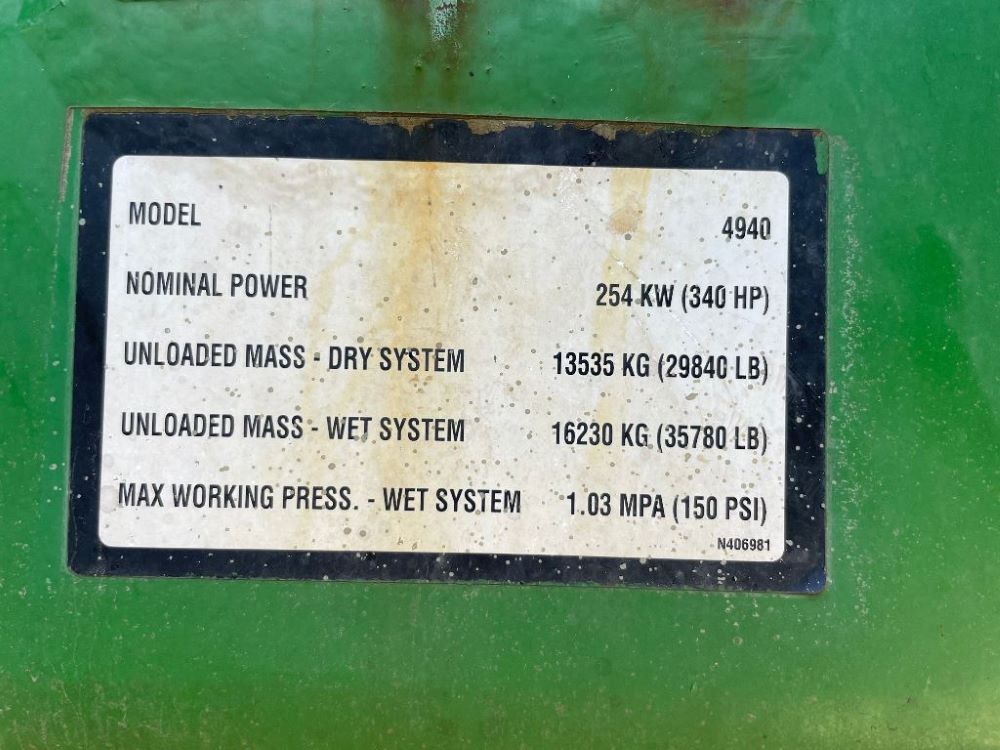 MODEL 4940
NOMINAL POWER 254 KW (340 HP)
UNLOADED MASS - DRY SYSTEM 13535 KG (29840 LB)
UNLOADED MASS - WET SYSTEM 16230 KG (35780 LB)
MAX WORKING PRESS. - WET SYSTEM 1.03 MPA (150 PSI)
N406981